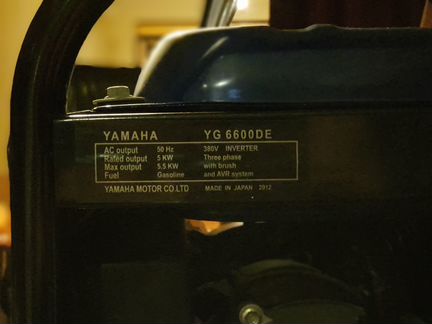 YAMAHA YG 6600DE
AC output 50 Hz 380V INVERTER
Rated output 5 KW Three phase
Max output 5,5 KW with brush
Fuel Gasoline and AVR system
YAMAHA MOTOR CO.LTD MADE IN JAPAN 2912